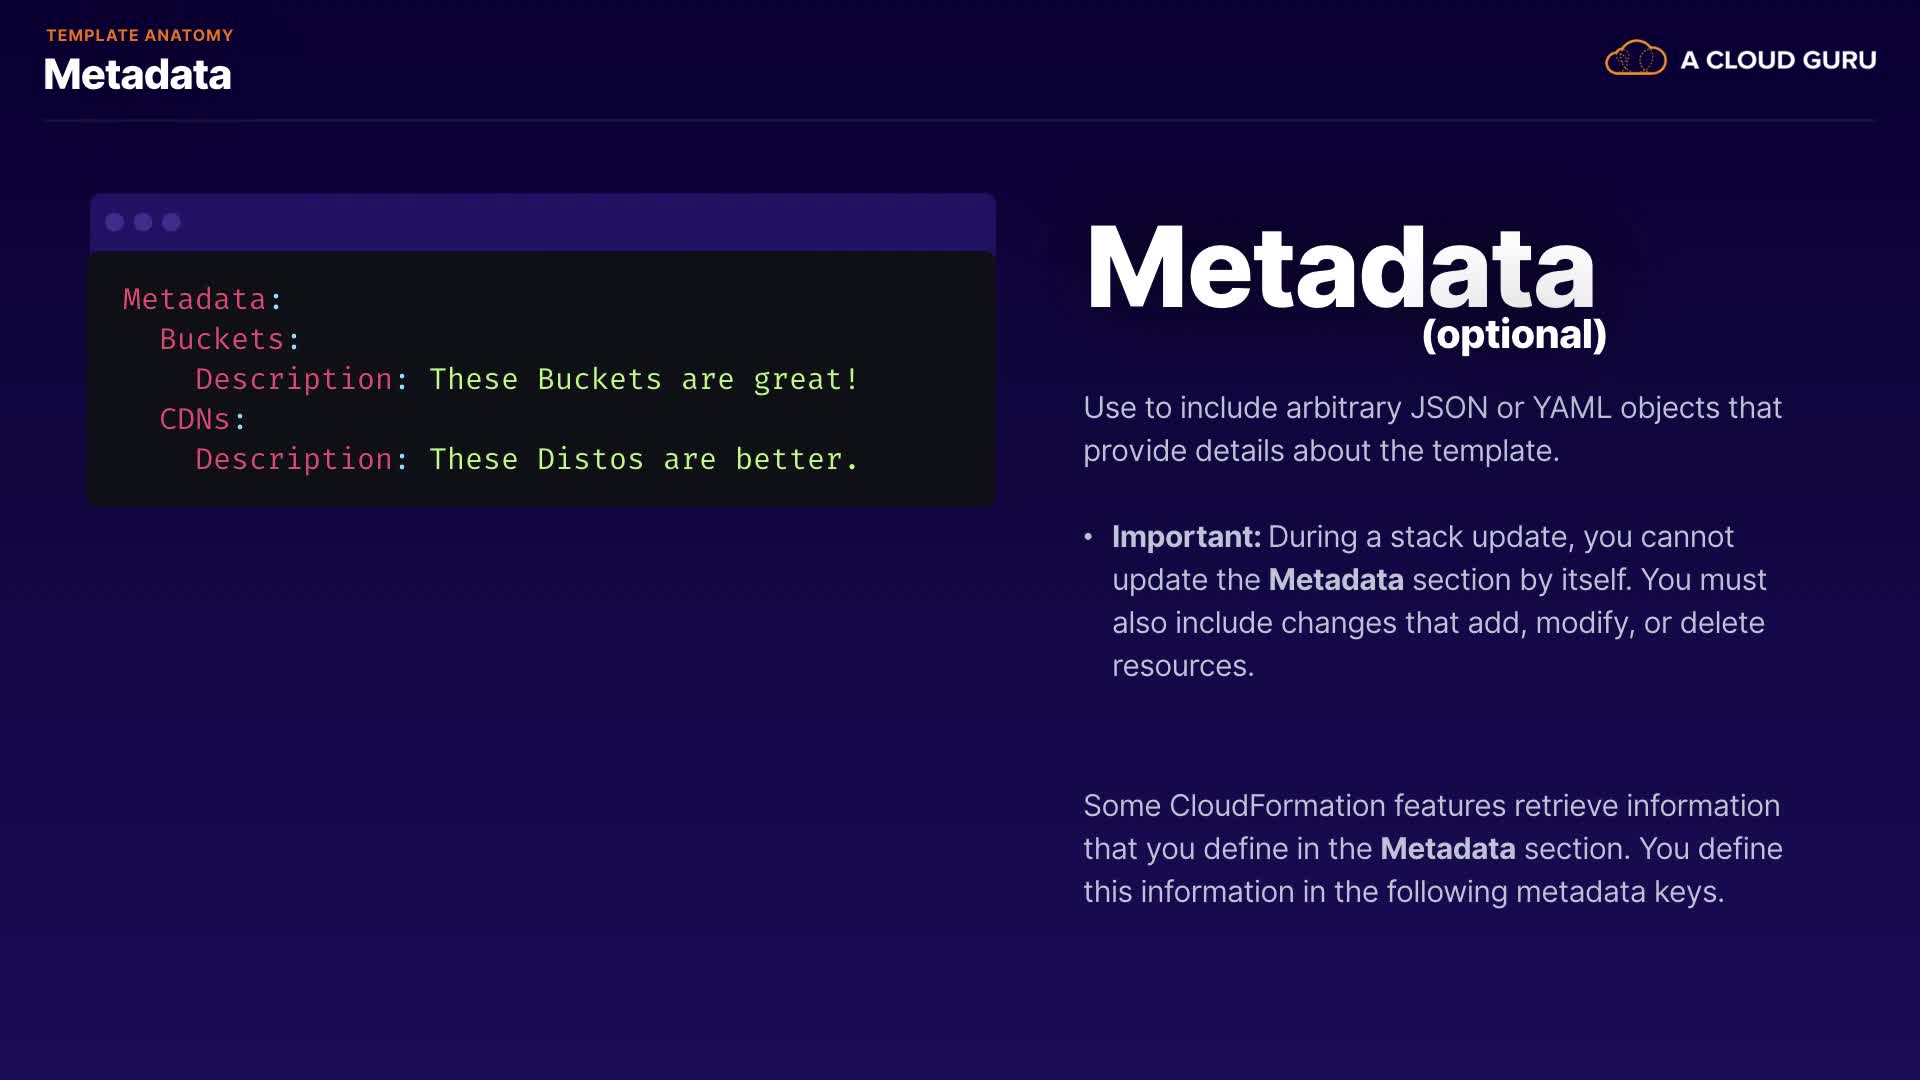 TEMPLATE ANATOMY
Metadata
A CLOUD GURU
Metadata:
  Buckets:
    Description: These Buckets are great!
  CDNs:
    Description: These Distos are better.
Metadata
(optional)
Use to include arbitrary JSON or YAML objects that
provide details about the template.
• Important: During a stack update, you cannot
update the Metadata section by itself. You must
also include changes that add, modify, or delete
resources.
Some CloudFormation features retrieve information
that you define in the Metadata section. You define
this information in the following metadata keys.